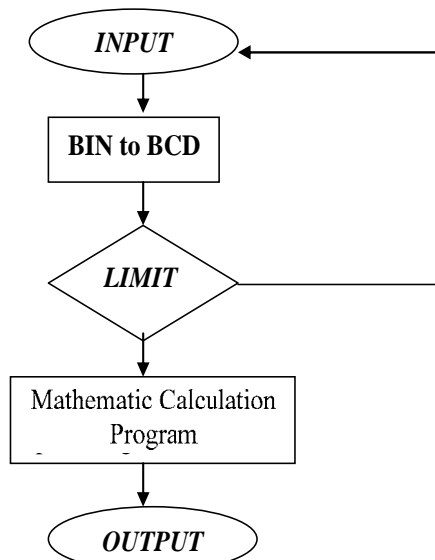 INPUT
BIN to BCD
LIMIT
Mathematic Calculation
Program
OUTPUT